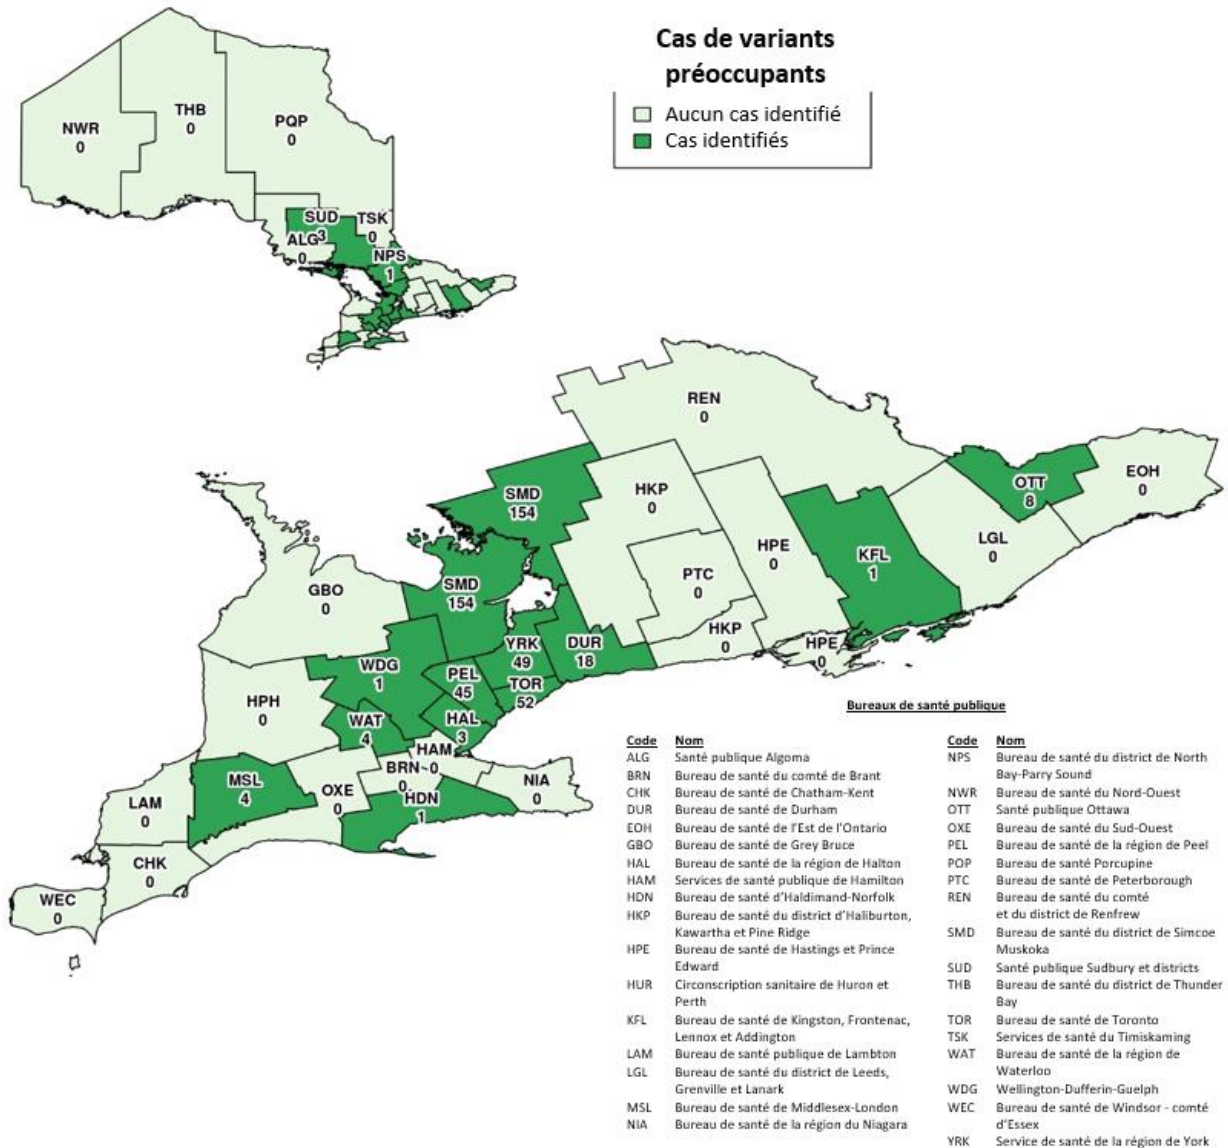 Cas de variants
préoccupants
Aucun cas identifié
Cas identifiés
NWR
0
THB
0
PQP
0
SUD
3
TSK
0
ALG
0
NPS
1
REN
0
SMD
154
HKP
0
OTT
8
EOH
0
HPE
0
KFL
1
LGL
0
GBO
0
SMD
154
PTC
0
YRK
49
DUR
18
HKP
0
HPE
0
WDG
1
PEL
45
TOR
52
HPH
0
WAT
4
HAL
3
HAM
0
BRN~
0
MSL
4
OXE
0
HDN
1
NIA
0
LAM
0
CHK
0
WEC
0
Bureaux de santé publique
Code Nom
ALG Santé publique Algoma
BRN Bureau de santé du comté de Brant
CHK Bureau de santé de Chatham-Kent
DUR Bureau de santé de Durham
EOH Bureau de santé de l'Est de l'Ontario
GBO Bureau de santé de Grey Bruce
HAL Bureau de santé de la région de Halton
HAM Services de santé publique de Hamilton
HDN Bureau de santé d'Haldimand-Norfolk
HKP Bureau de santé du district d'Haliburton,
Kawartha et Pine Ridge
HPE Bureau de santé de Hastings et Prince
Edward
HUR Circonscription sanitaire de Huron et
Perth
KFL Bureau de santé de Kingston, Frontenac,
Lennox et Addington
LAM Bureau de santé publique de Lambton
LGL Bureau de santé du district de Leeds,
Grenville et Lanark
MSL Bureau de santé de Middlesex-London
NIA Bureau de santé de la région du Niagara
Code Nom
NPS Bureau de santé du district de North
Bay-Parry Sound
NWR Bureau de santé du Nord-Ouest
OTT Santé publique Ottawa
OXE Bureau de santé du Sud-Ouest
PEL Bureau de santé de la région de Peel
POP Bureau de santé Porcupine
PTC Bureau de santé de Peterborough
REN Bureau de santé du comté
et du district de Renfrew
SMD Bureau de santé du district de Simcoe
Muskoka
SUD Santé publique Sudbury et districts
THB Bureau de santé du district de Thunder
Bay
TOR Bureau de santé de Toronto
TSK Services de santé du Timiskaming
WAT Bureau de santé de la région de
Waterloo
WDG Wellington-Dufferin-Guelph
WEC Bureau de santé de Windsor - comté
d'Essex
YRK Service de santé de la région de York